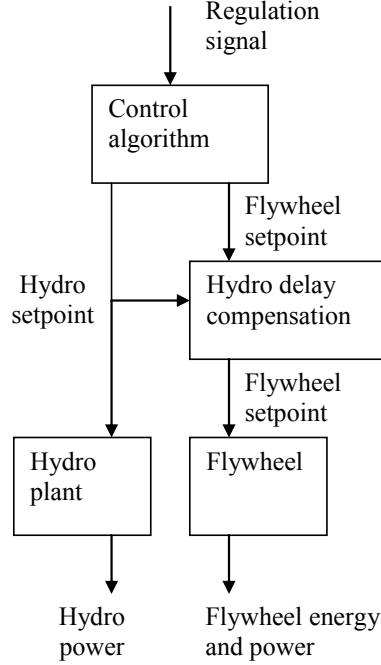 Regulation
signal
Control
algorithm
Flywheel
setpoint
Hydro
setpoint
Hydro delay
compensation
Flywheel
setpoint
Hydro
plant
Flywheel
Hydro
power
Flywheel energy
and power